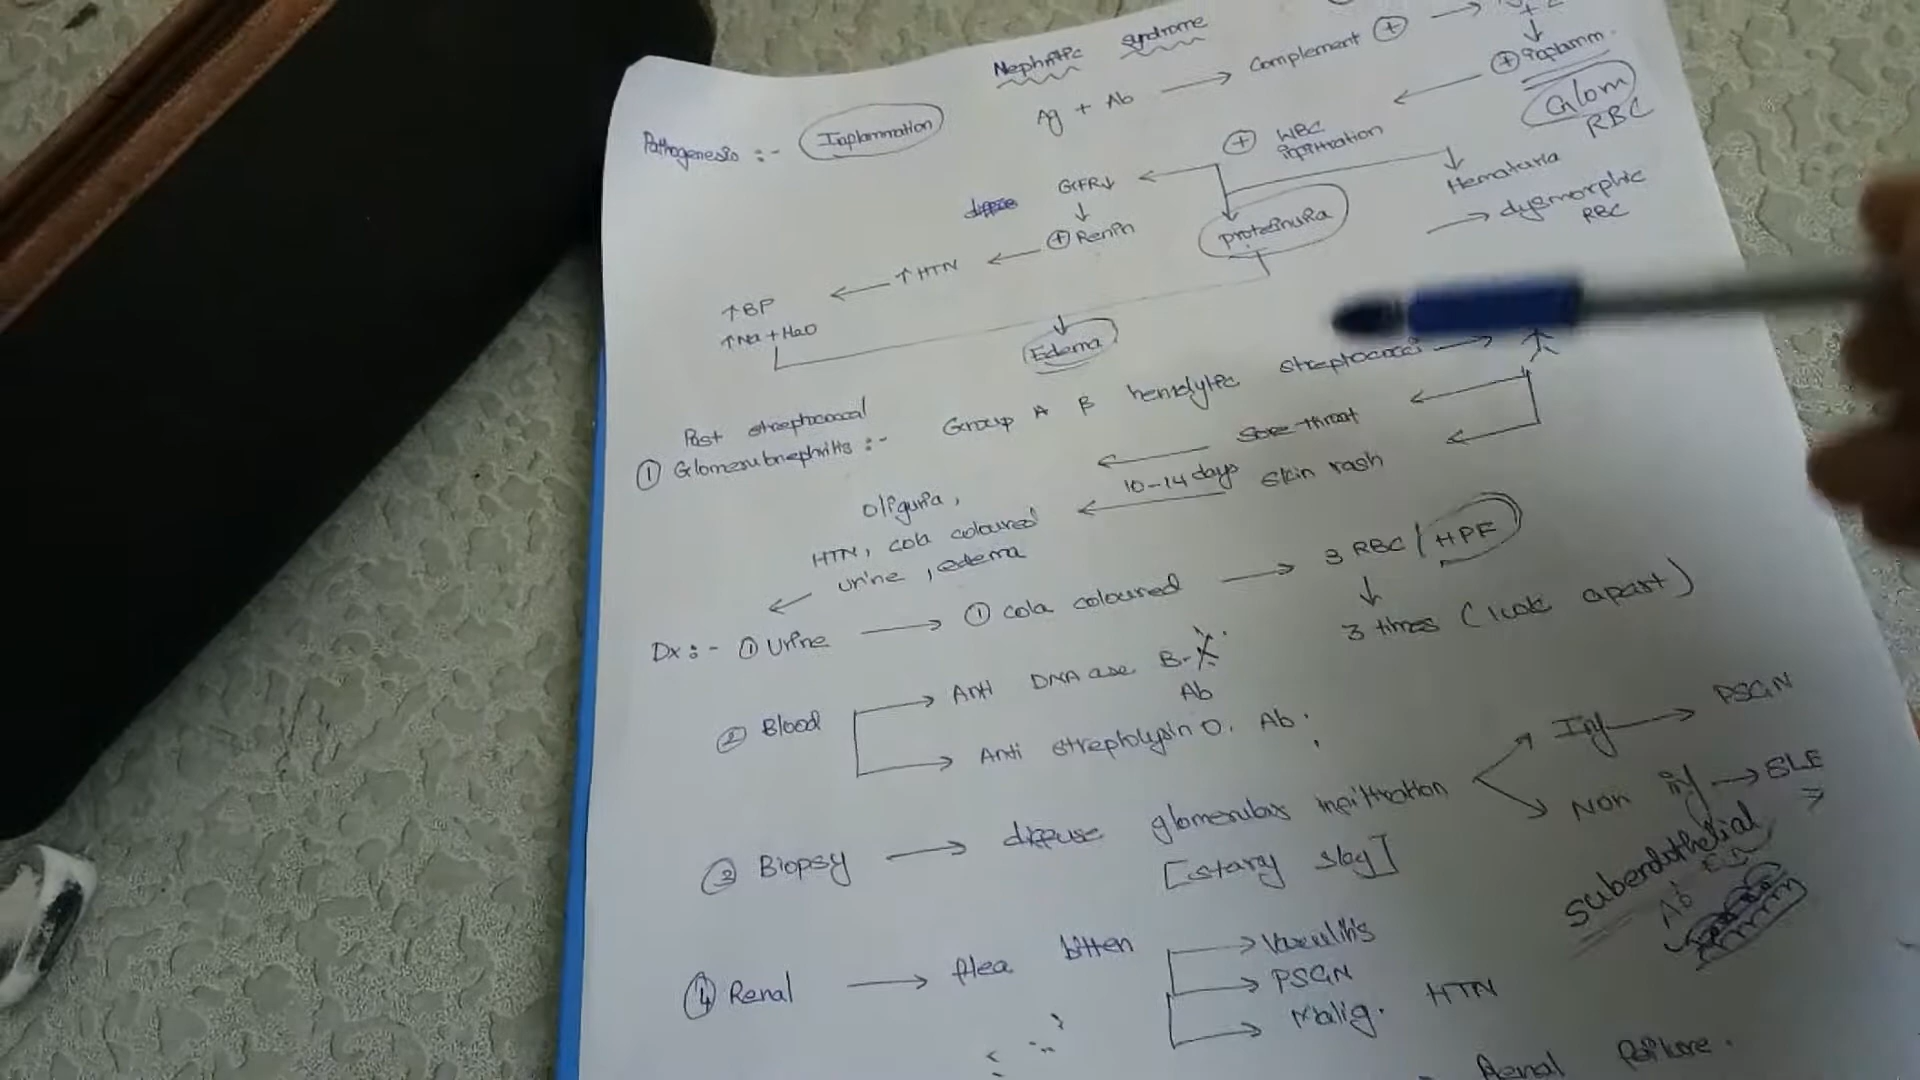 Nephritic syndrome
Ag + Ab → Complement ⊕ →
⊕ Inflamm.
Glom
RBC
Pathogenesis :- Inflammation
⊕ WBC infiltration
GFR↓
Hematuria
→ dysmorphic RBC
⊕ Renin
proteinuria
↑HTN
↑BP
↑Na + H2O
Edema
Post streptococcal
① Glomerulonephritis :- Group A β hemolytic streptococci →
Sore throat
10-14 days skin rash
oliguria,
HTN, cola coloured
urine, edema
Dx :- ① Urine → ① cola coloured → 3 RBC / HPF
3 times (1 wk apart)
② Blood → Anti DNA ase B
Ab
→ Anti streptolysin O. Ab.
③ Biopsy → diffuse glomerular infiltration
[stary sky]
Inf → PSGN
Non inf → SLE
subendothelial
④ Renal → flea bitten → Vasculitis
→ PSGN
→ Malig. HTN
Renal failure.